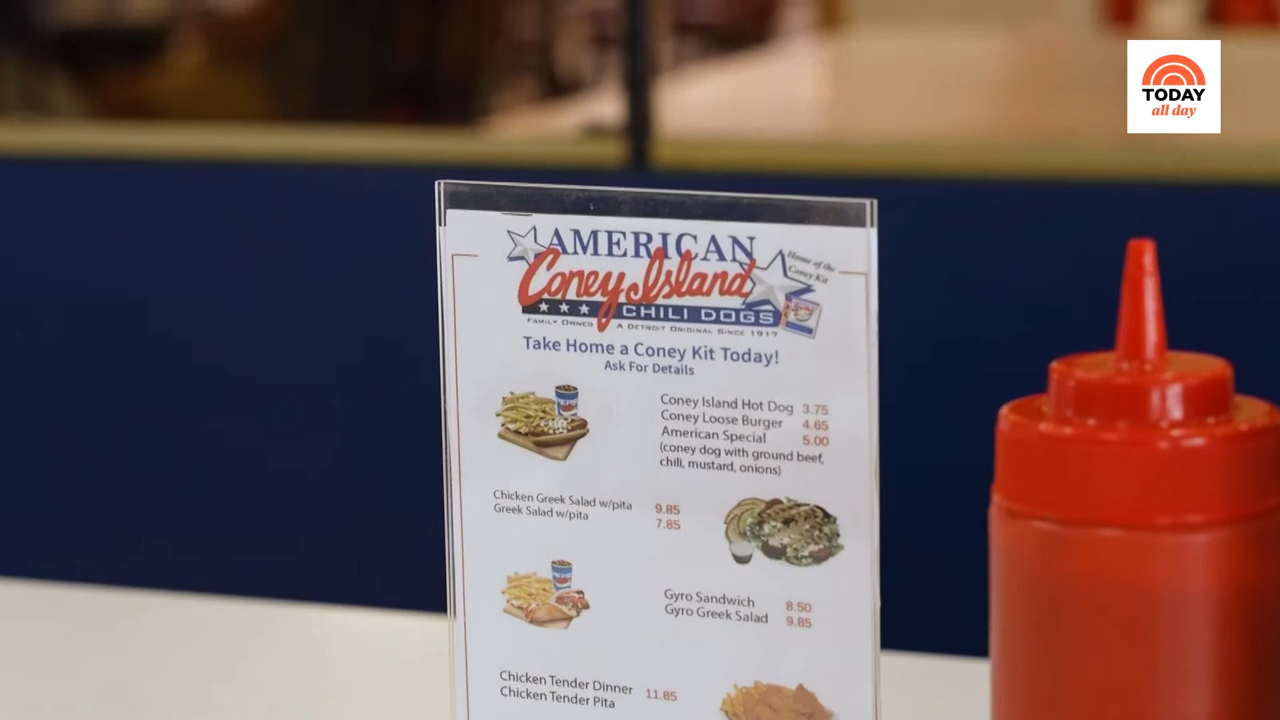 TODAY
all day
AMERICAN
Coney Island
Home of the
Coney Kit
CHILI DOGS
FAMILY OWNED A DETROIT ORIGINAL SINCE 1917
Take Home a Coney Kit Today!
Ask For Details
Coney Island Hot Dog 3.75
Coney Loose Burger 4.65
American Special 5.00
(coney dog with ground beef,
chili, mustard, onions)
Chicken Greek Salad w/pita 9.85
Greek Salad w/pita 7.85
PEPSI
Gyro Sandwich 8.50
Gyro Greek Salad 9.85
Chicken Tender Dinner 11.85
Chicken Tender Pita